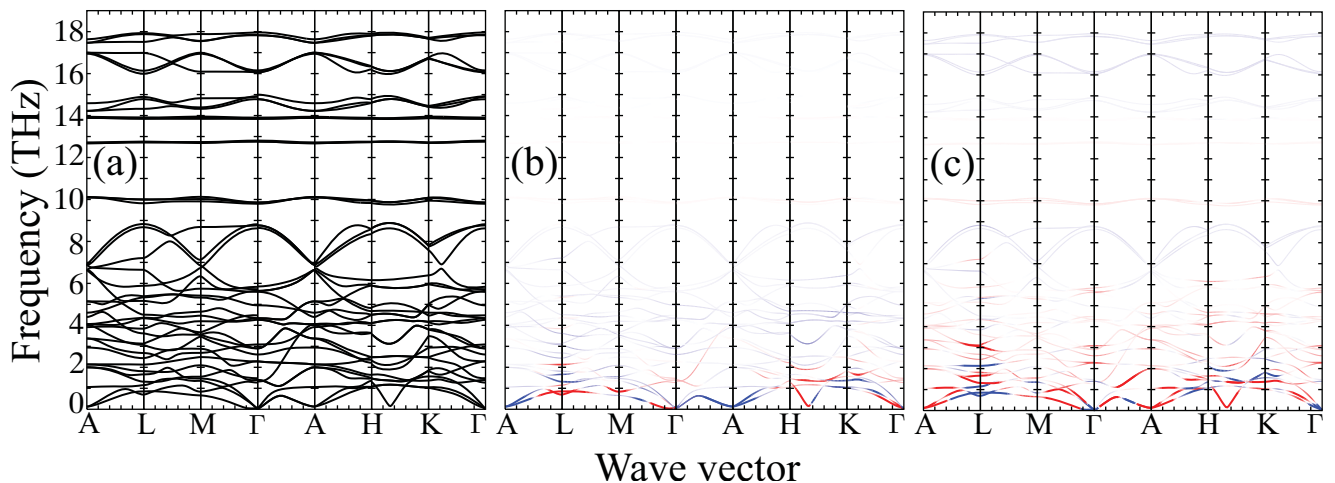 18
16
14
12
10
8
6
4
2
0
Frequency (THz)
(a) (b) (c)
A L M Γ A H K Γ A L M Γ A H K Γ A L M Γ A H K Γ
Wave vector